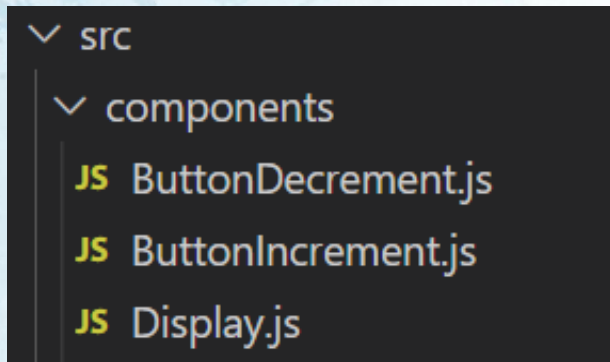 src
components
JS ButtonDecrement.js
JS ButtonIncrement.js
JS Display.js